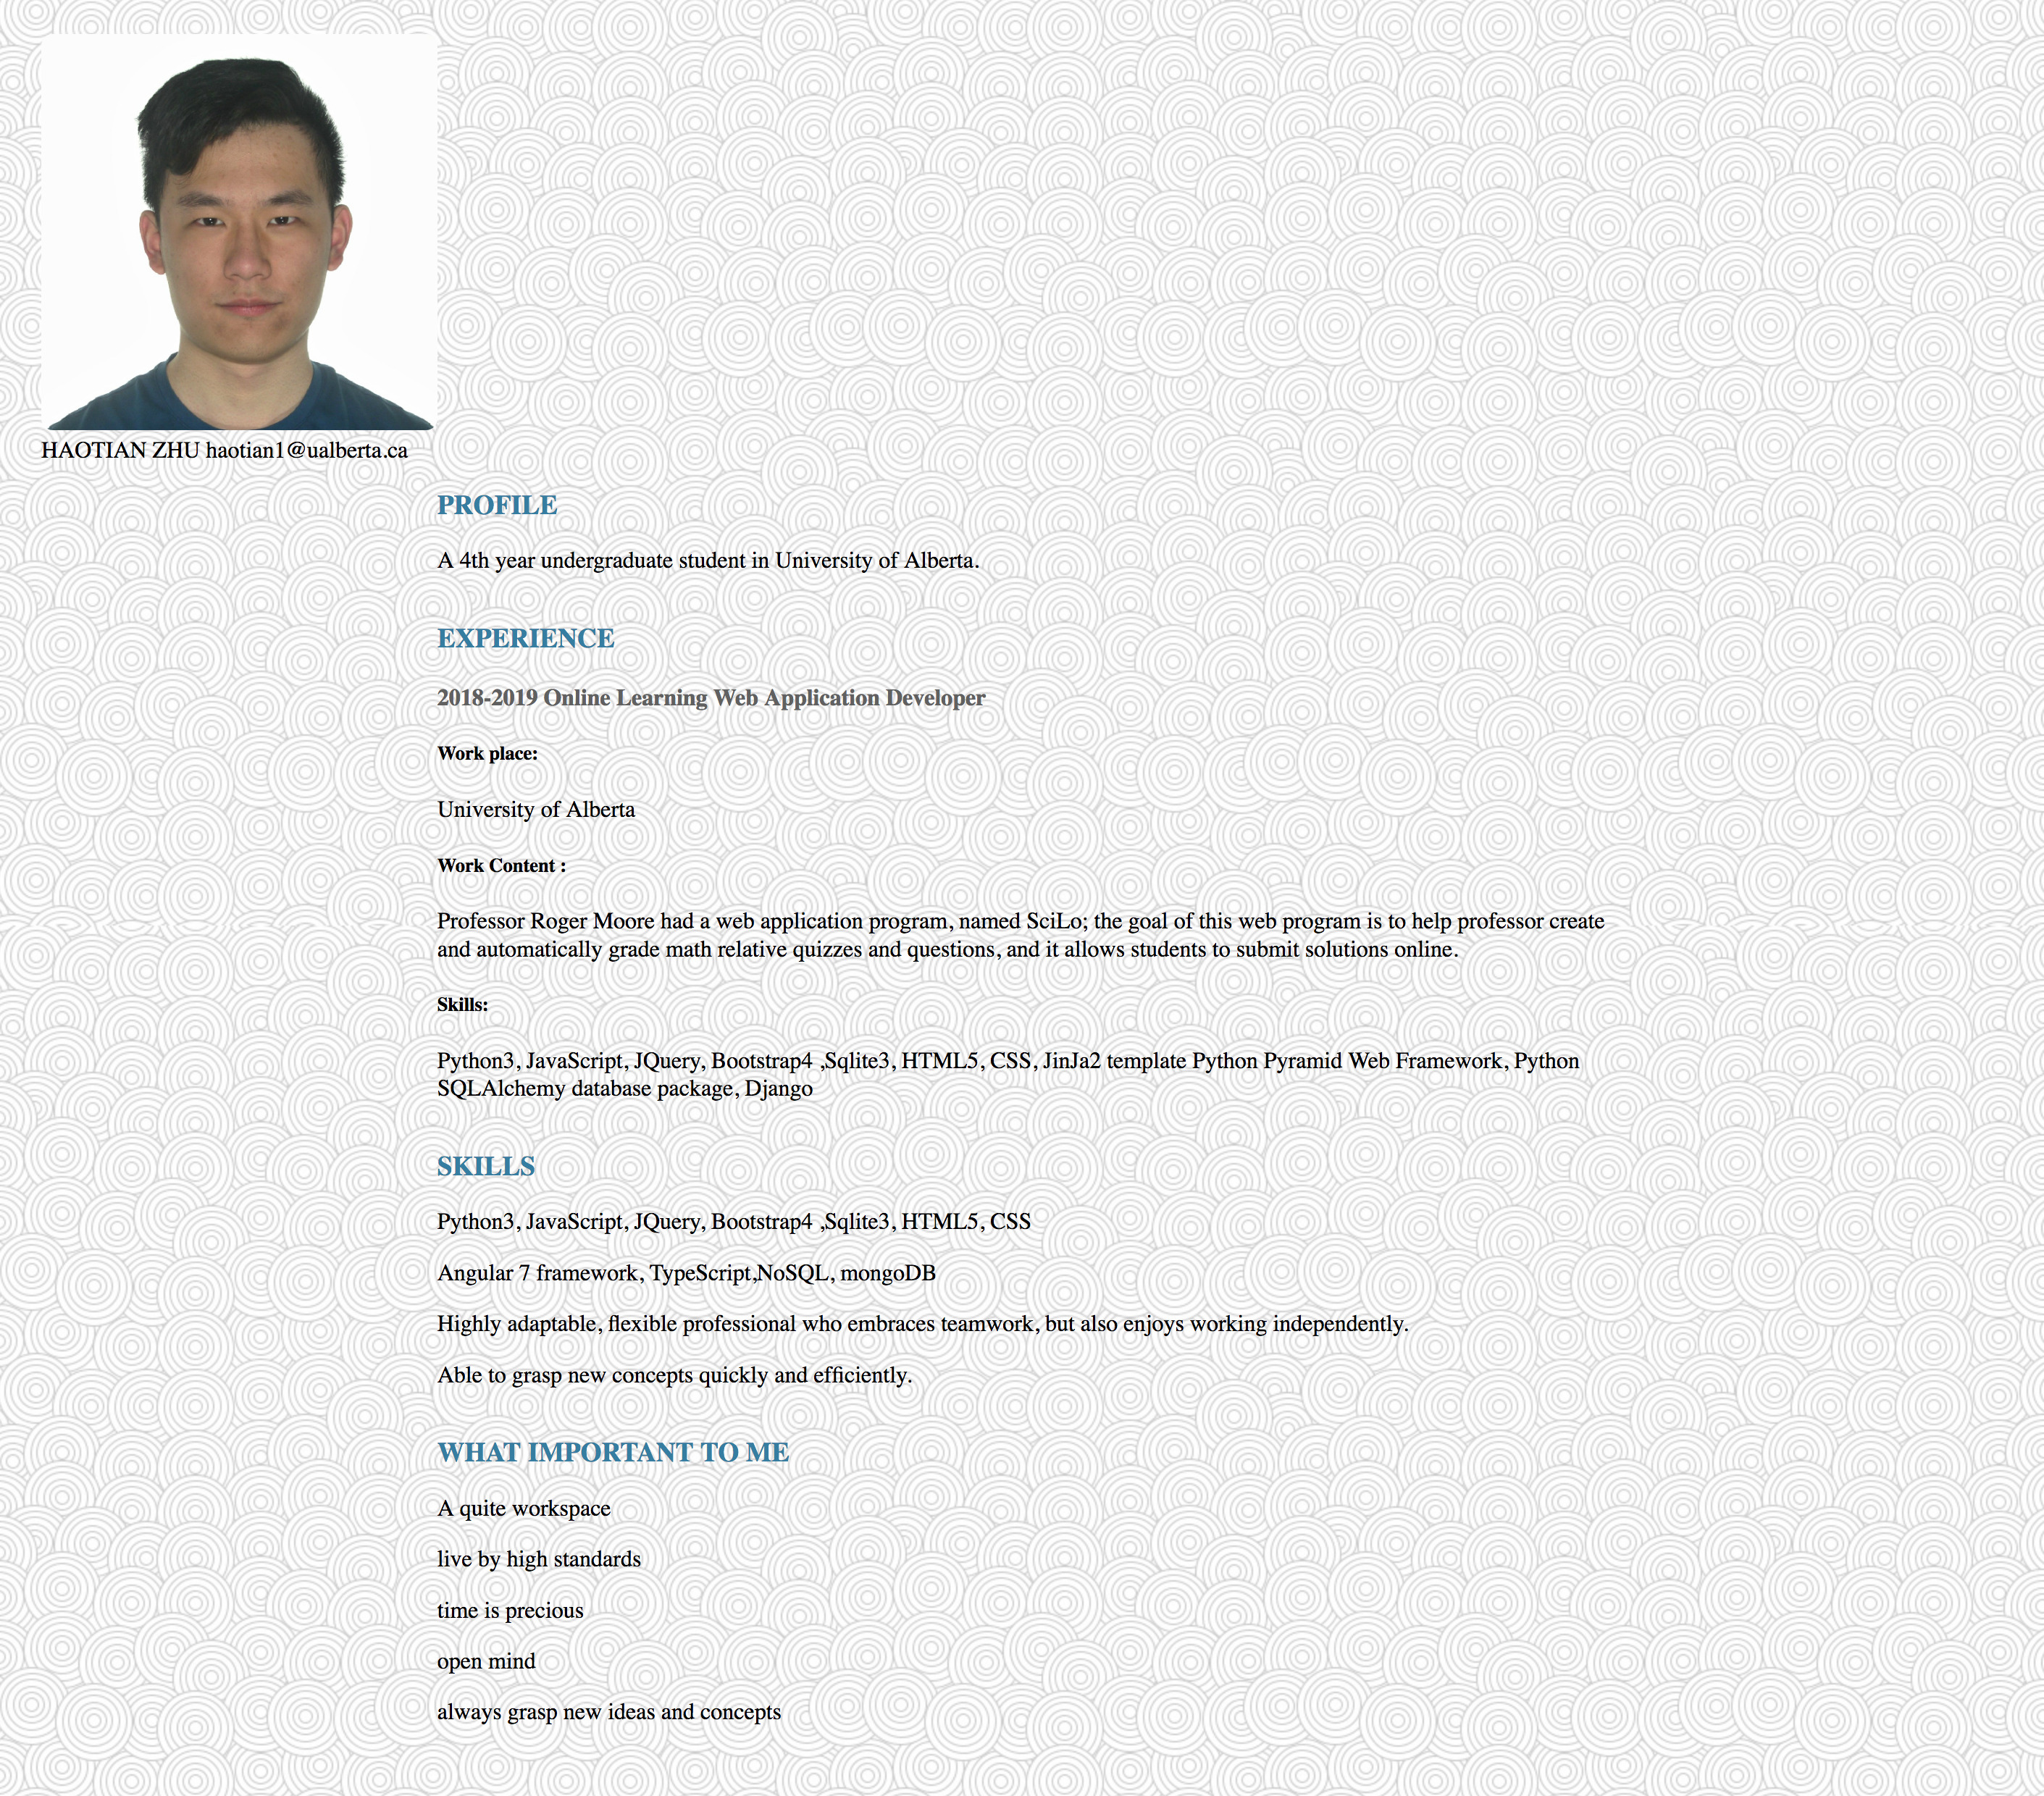 HAOTIAN ZHU haotian1@ualberta.ca
PROFILE
A 4th year undergraduate student in University of Alberta.
EXPERIENCE
2018-2019 Online Learning Web Application Developer
Work place:
University of Alberta
Work Content :
Professor Roger Moore had a web application program, named SciLo; the goal of this web program is to help professor create
and automatically grade math relative quizzes and questions, and it allows students to submit solutions online.
Skills:
Python3, JavaScript, JQuery, Bootstrap4 ,Sqlite3, HTML5, CSS, JinJa2 template Python Pyramid Web Framework, Python
SQLAlchemy database package, Django
SKILLS
Python3, JavaScript, JQuery, Bootstrap4 ,Sqlite3, HTML5, CSS
Angular 7 framework, TypeScript,NoSQL, mongoDB
Highly adaptable, flexible professional who embraces teamwork, but also enjoys working independently.
Able to grasp new concepts quickly and efficiently.
WHAT IMPORTANT TO ME
A quite workspace
live by high standards
time is precious
open mind
always grasp new ideas and concepts